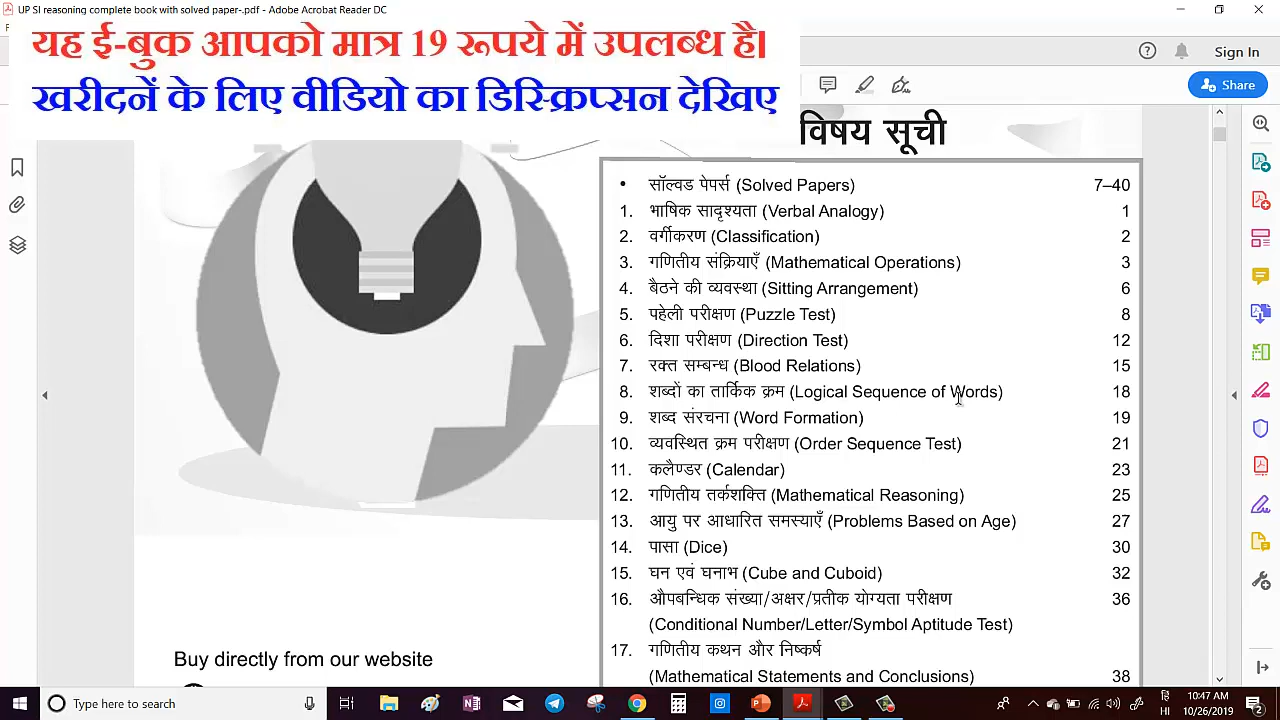 UP SI reasoning complete book with solved paper-.pdf - Adobe Acrobat Reader DC
यह ई-बुक आपको मात्र 19 रूपये में उपलब्ध है।
खरीदनें के लिए वीडियो का डिस्क्रिप्सन देखिए
Sign In
Share
विषय सूची
• सॉल्वड पेपर्स (Solved Papers) 7–40
1. भाषिक सादृश्यता (Verbal Analogy) 1
2. वर्गीकरण (Classification) 2
3. गणितीय संक्रियाएँ (Mathematical Operations) 3
4. बैठने की व्यवस्था (Sitting Arrangement) 6
5. पहेली परीक्षण (Puzzle Test) 8
6. दिशा परीक्षण (Direction Test) 12
7. रक्त सम्बन्ध (Blood Relations) 15
8. शब्दों का तार्किक क्रम (Logical Sequence of Words) 18
9. शब्द संरचना (Word Formation) 19
10. व्यवस्थित क्रम परीक्षण (Order Sequence Test) 21
11. कलैण्डर (Calendar) 23
12. गणितीय तर्कशक्ति (Mathematical Reasoning) 25
13. आयु पर आधारित समस्याएँ (Problems Based on Age) 27
14. पासा (Dice) 30
15. घन एवं घनाभ (Cube and Cuboid) 32
16. औपबन्धिक संख्या/अक्षर/प्रतीक योग्यता परीक्षण 36
(Conditional Number/Letter/Symbol Aptitude Test)
17. गणितीय कथन और निष्कर्ष
(Mathematical Statements and Conclusions) 38
Buy directly from our website
Type here to search
हि 10:47 AM
HI 10/26/2019
2